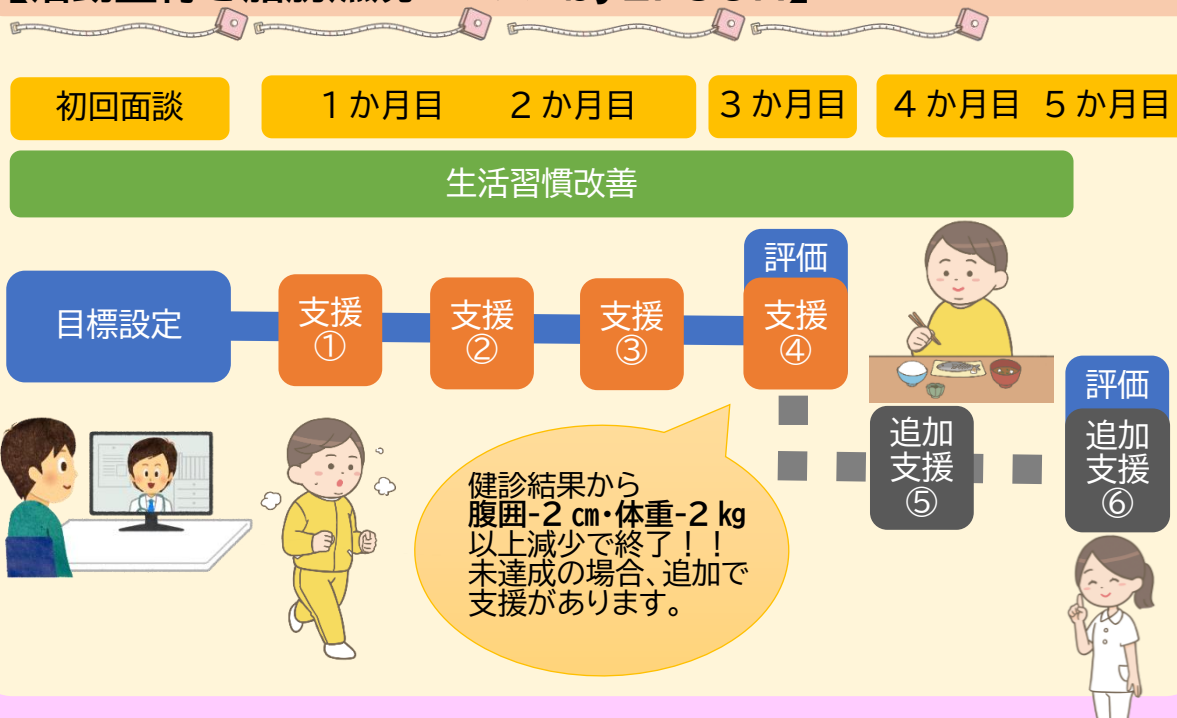 by EPSON】
初回面談
1か月目 2か月目
3か月目
4か月目 5か月目
生活習慣改善
目標設定
支援
①
支援
②
支援
③
評価
支援
④
健診結果から
腹囲-2㎝・体重-2㎏
以上減少で終了!!
未達成の場合、追加で
支援があります。
追加
支援
⑤
評価
追加
支援
⑥